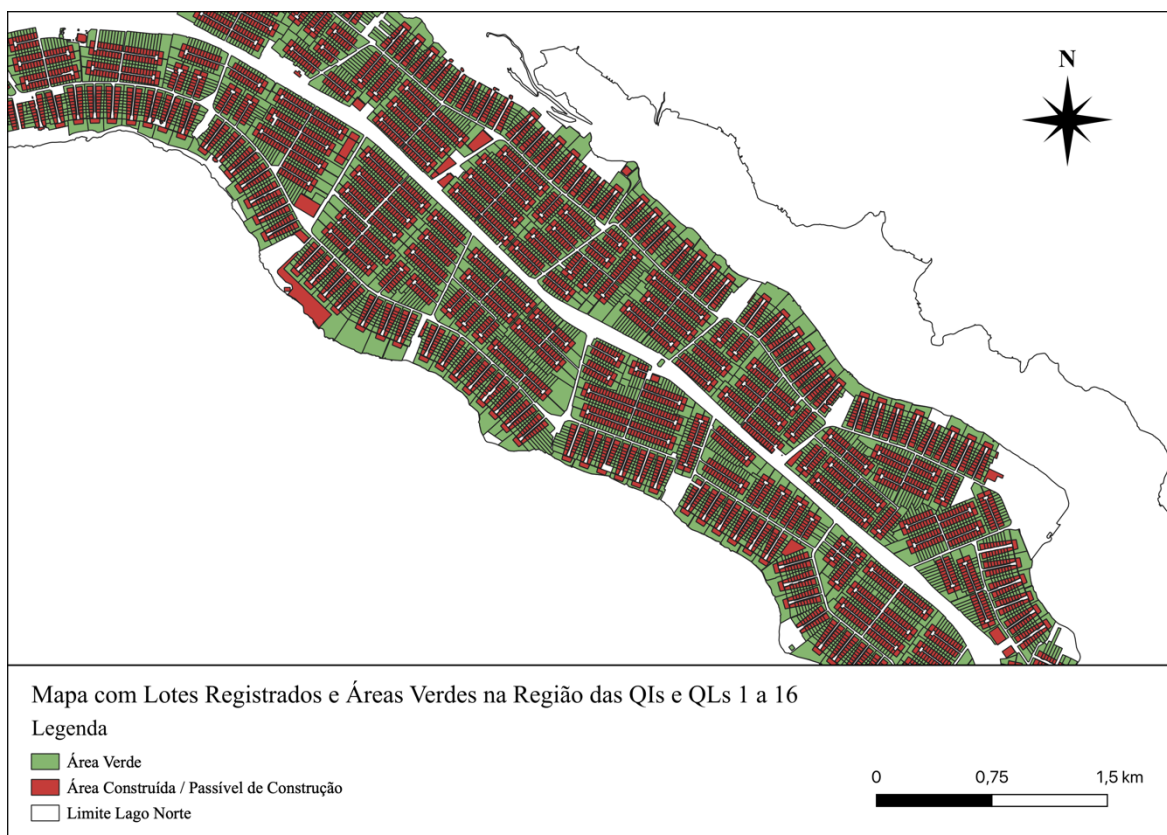 N
Mapa com Lotes Registrados e Áreas Verdes na Região das QIs e QLs 1 a 16
Legenda
Área Verde
Área Construída / Passível de Construção
Limite Lago Norte
0 0,75 1,5 km